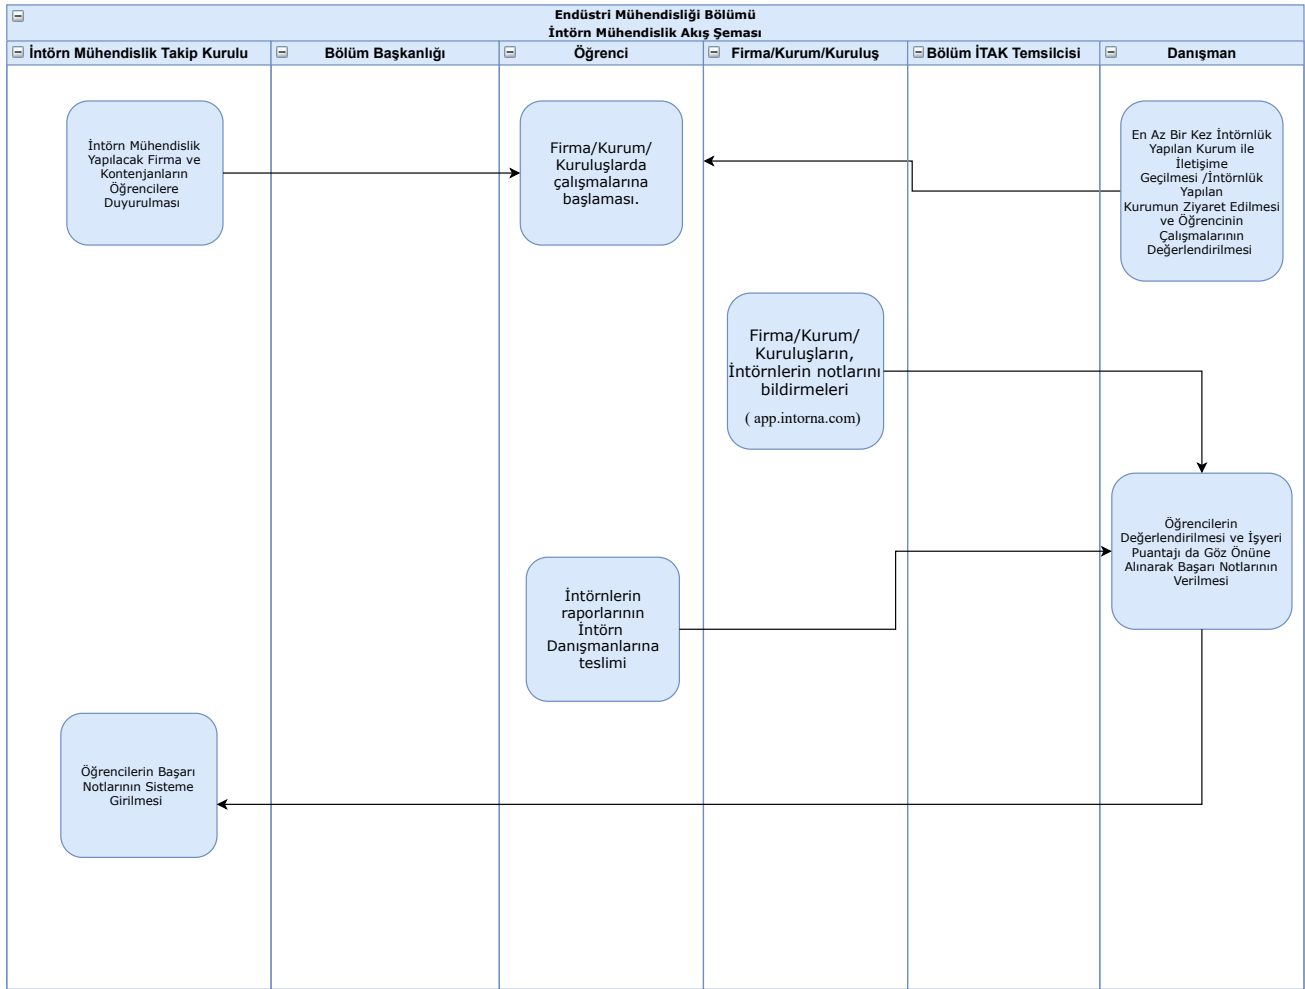 Endüstri Mühendisliği Bölümü
İntörn Mühendislik Akış Şeması
İntörn Mühendislik Takip Kurulu
Bölüm Başkanlığı
Öğrenci
Firma/Kurum/Kuruluş
Bölüm İTAK Temsilcisi
Danışman
İntörn Mühendislik
Yapılacak Firma ve
Kontenjanların
Öğrencilere
Duyurulması
Firma/Kurum/
Kuruluşlarda
çalışmalarına
başlaması.
En Az Bir Kez İntörnlük
Yapılan Kurum ile
İletişime
Geçilmesi /İntörnlük
Yapılan
Kurumun Ziyaret Edilmesi
ve Öğrencinin
Çalışmalarının
Değerlendirilmesi
Firma/Kurum/
Kuruluşların,
İntörnlerin notlarını
bildirmeleri
( app.intorna.com)
Öğrencilerin
Değerlendirilmesi ve İşyeri
Puantajı da Göz Önüne
Alınarak Başarı Notlarının
Verilmesi
İntörnlerin
raporlarının
İntörn
Danışmanlarına
teslimi
Öğrencilerin Başarı
Notlarının Sisteme
Girilmesi